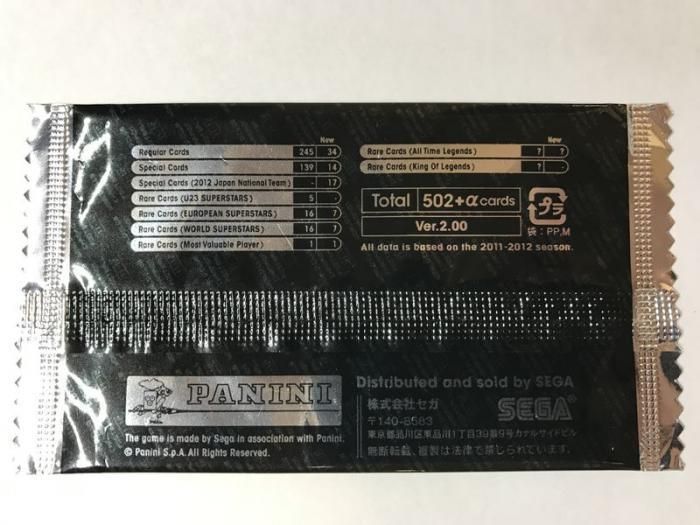 New
Regular Cards 245 34
Special Cards 139 14
Special Cards (2012 Japan National Team) - 17
Rare Cards (U23 SUPERSTARS) 5 -
Rare Cards (EUROPEAN SUPERSTARS) 16 7
Rare Cards (WORLD SUPERSTARS) 16 7
Rare Cards (Most Valuable Player) 1 1
New
Rare Cards (All Time Legends) ? ?
Rare Cards (King Of Legends) ? -
Total 502+α cards
Ver.2.00
プラ
袋：PP,M
All data is based on the 2011-2012 season.
PANINI
The game is made by Sega in association with Panini.
© Panini S.p.A. All Rights Reserved.
Distributed and sold by SEGA
株式会社セガ
〒140-8583
東京都品川区東品川1丁目39番9号カナルサイドビル
無断転載、複製は法律で禁じられています。
SEGA®